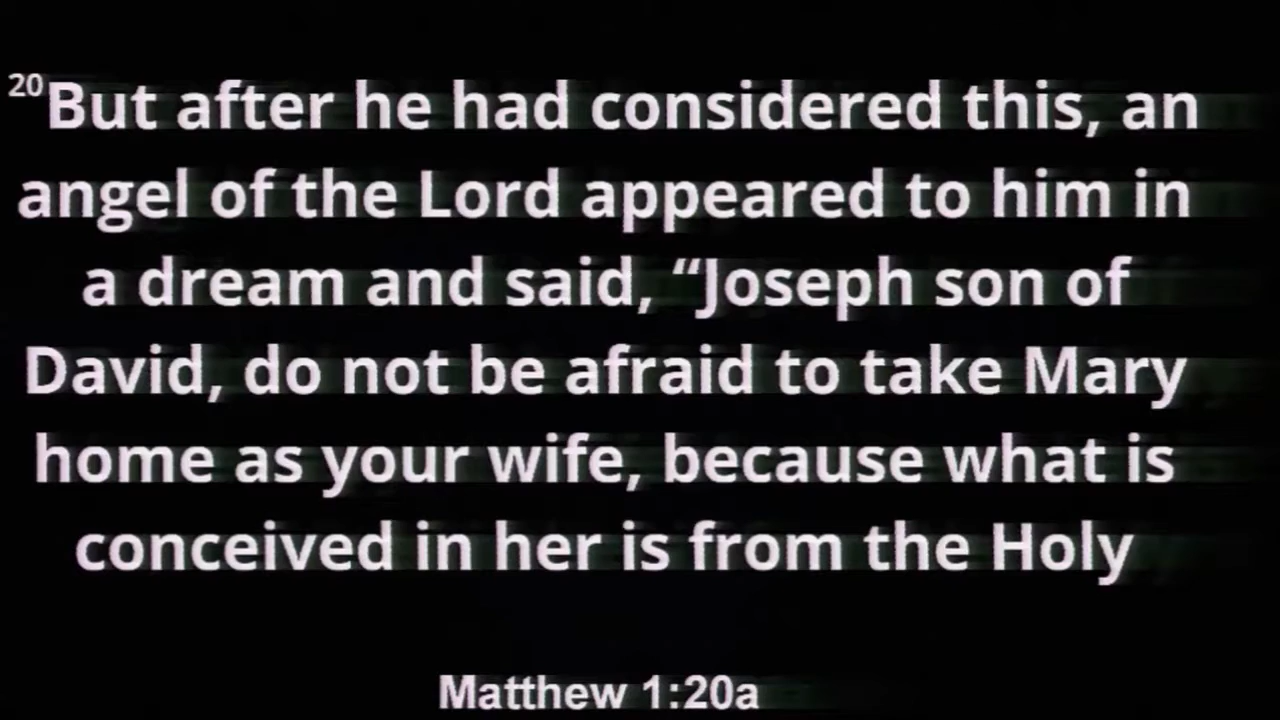 20But after he had considered this, an
angel of the Lord appeared to him in
a dream and said, “Joseph son of
David, do not be afraid to take Mary
home as your wife, because what is
conceived in her is from the Holy
Matthew 1:20a